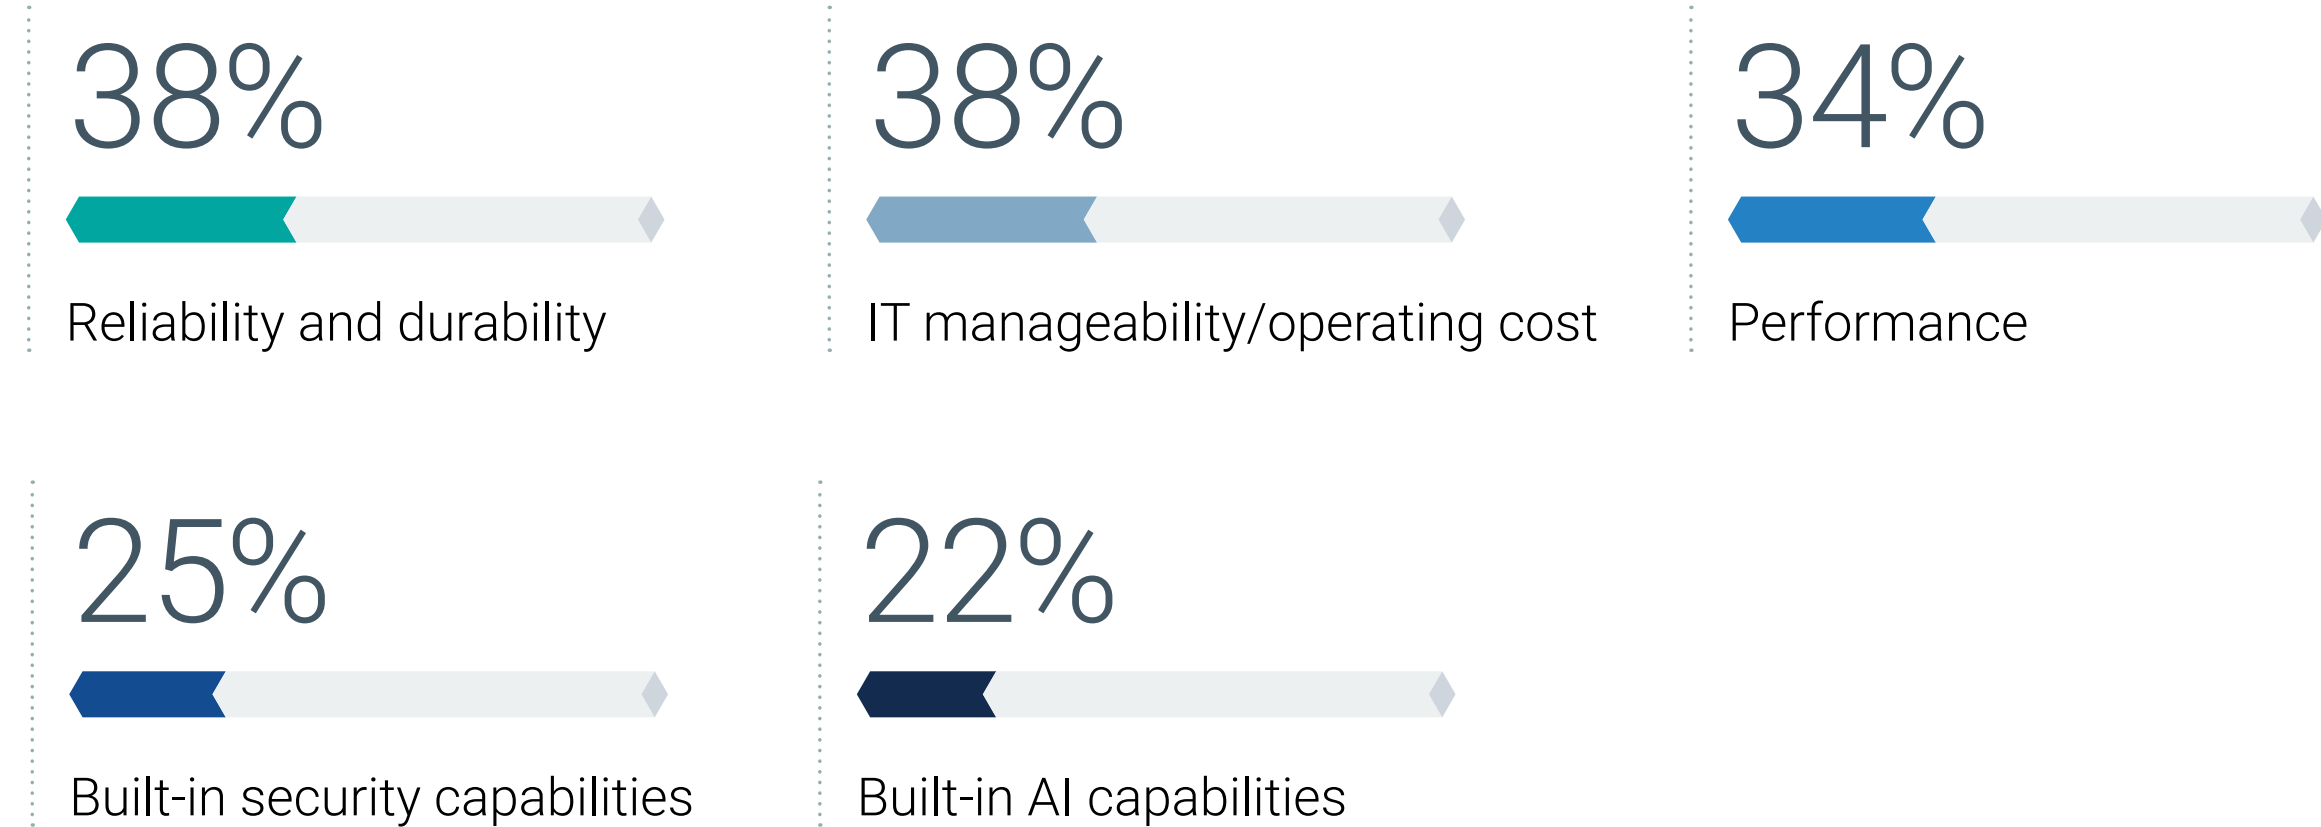 38%
Reliability and durability
38%
IT manageability/operating cost
34%
Performance
25%
Built-in security capabilities
22%
Built-in AI capabilities